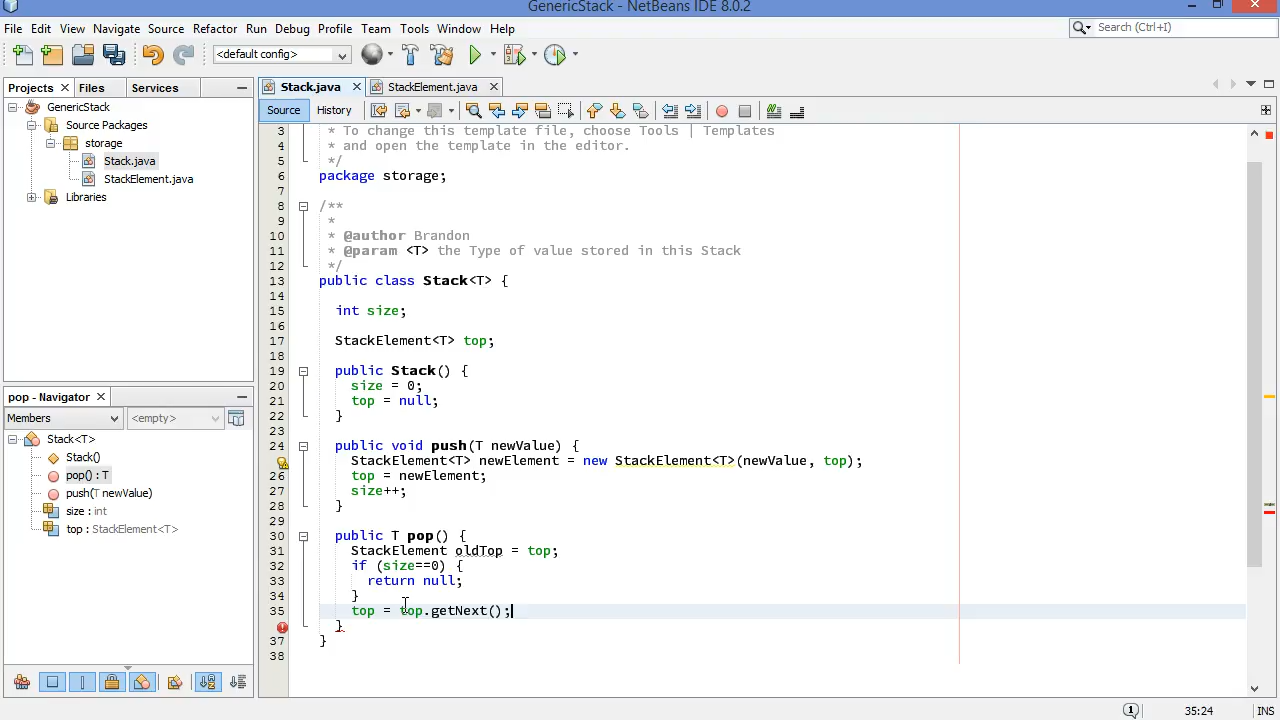 GenericStack - NetBeans IDE 8.0.2
File Edit View Navigate Source Refactor Run Debug Profile Team Tools Window Help
Search (Ctrl+I)
<default config>
Projects Files Services
Stack.java StackElement.java
Source History
GenericStack
Source Packages
storage
Stack.java
StackElement.java
Libraries
pop - Navigator
Members <empty>
Stack<T>
Stack()
pop() : T
push(T newValue)
size : int
top : StackElement<T>
3 * To change this template file, choose Tools | Templates
4 * and open the template in the editor.
5 */
6 package storage;
7
8 /**
9 *
10 * @author Brandon
11 * @param <T> the Type of value stored in this Stack
12 */
13 public class Stack<T> {
14
15 int size;
16
17 StackElement<T> top;
18
19 public Stack() {
20 size = 0;
21 top = null;
22 }
23
24 public void push(T newValue) {
StackElement<T> newElement = new StackElement<T>(newValue, top);
26 top = newElement;
27 size++;
28 }
29
30 public T pop() {
31 StackElement oldTop = top;
32 if (size==0) {
33 return null;
34 }
35 top = top.getNext();
}
37 }
38
1
35:24 INS